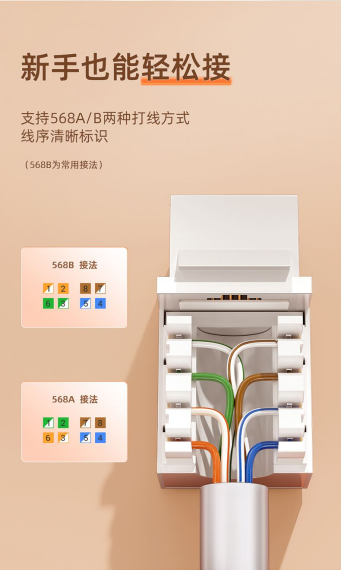 新手也能轻松接
支持568A/B两种打线方式
线序清晰标识
(568B为常用接法)
568B 接法
1 2 8 7
6 3 5 4
568A 接法
1 2 7 8
6 3 5 4